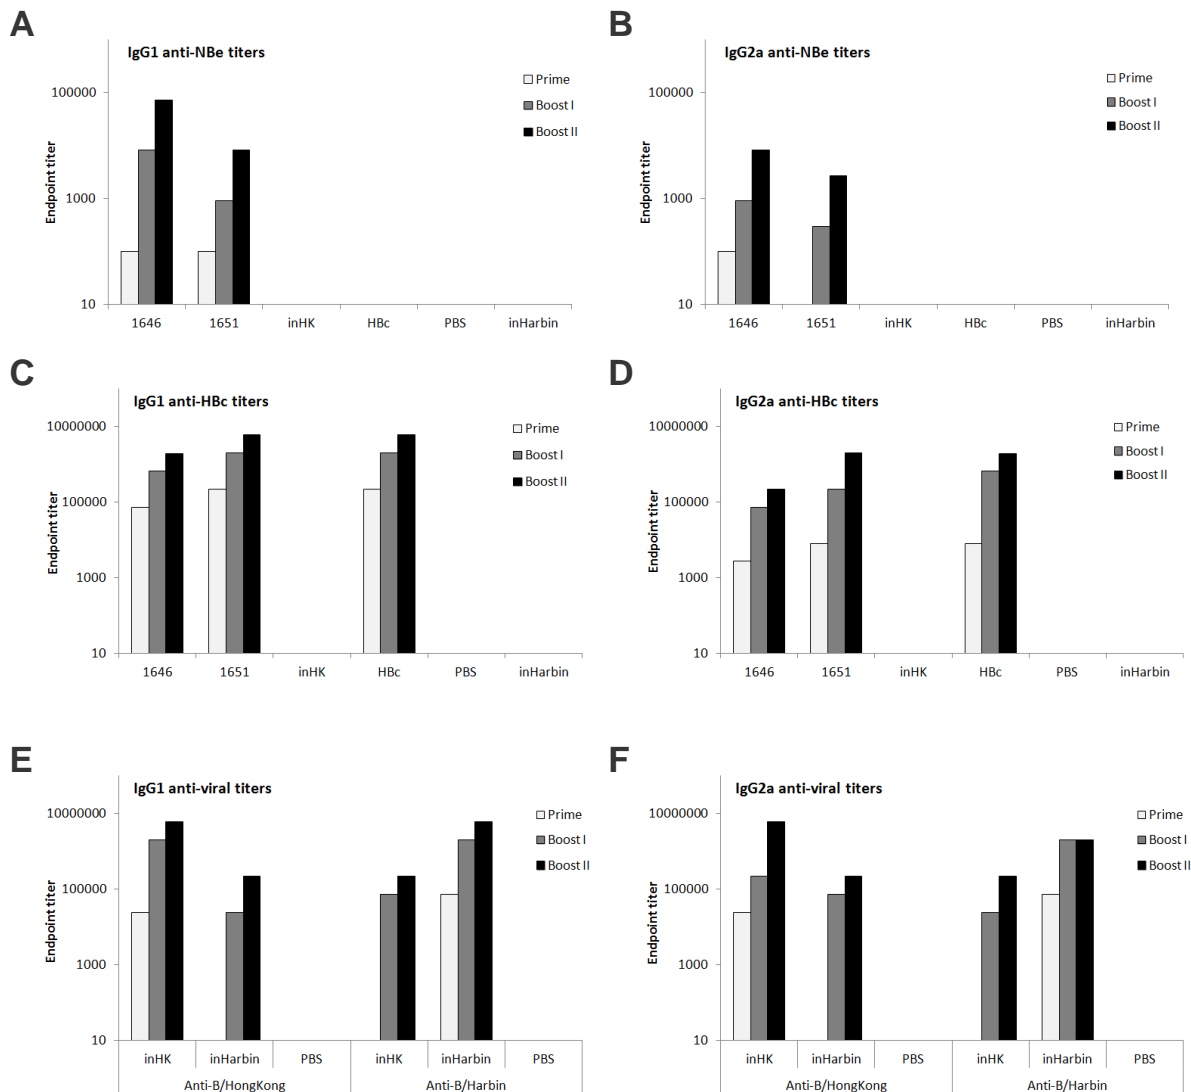 A
IgG1 anti-NBe titers
Endpoint titer
100000
1000
10
Prime
Boost I
Boost II
1646 1651 inHK HBc PBS inHarbin
B
IgG2a anti-NBe titers
Endpoint titer
100000
1000
10
Prime
Boost I
Boost II
1646 1651 inHK HBc PBS inHarbin
C
IgG1 anti-HBc titers
Endpoint titer
10000000
100000
1000
10
Prime
Boost I
Boost II
1646 1651 inHK HBc PBS inHarbin
D
IgG2a anti-HBc titers
Endpoint titer
10000000
100000
1000
10
Prime
Boost I
Boost II
1646 1651 inHK HBc PBS inHarbin
E
IgG1 anti-viral titers
Endpoint titer
10000000
100000
1000
10
Prime
Boost I
Boost II
inHK inHarbin PBS inHK inHarbin PBS
Anti-B/HongKong Anti-B/Harbin
F
IgG2a anti-viral titers
Endpoint titer
10000000
100000
1000
10
Prime
Boost I
Boost II
inHK inHarbin PBS inHK inHarbin PBS
Anti-B/HongKong Anti-B/Harbin